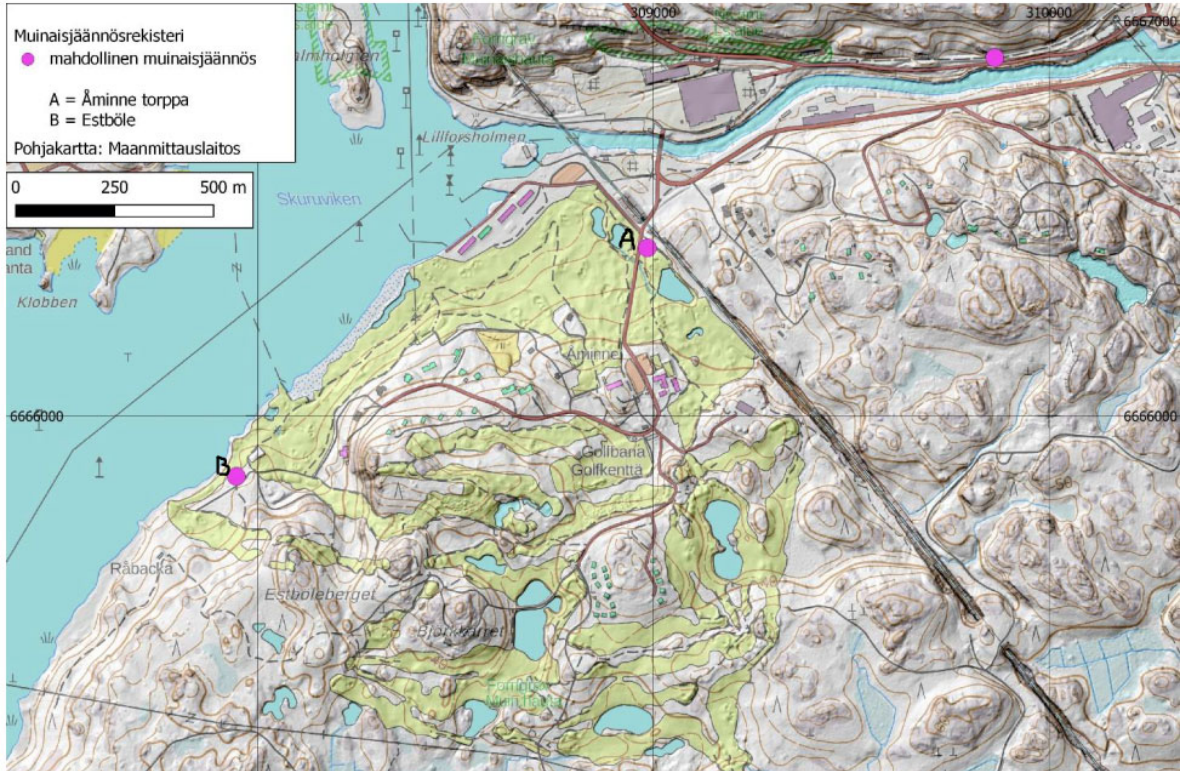 Muinaisjäännösrekisteri
mahdollinen muinaisjäännös
A = Åminne torppa
B = Estböle
Pohjakartta: Maanmittauslaitos
0 250 500 m
309000
310000
6667000
Lillforsholmen
Skuruviken
Klobben
A
Åminne
6666000
6666000
Golfbana
Golfkenttä
B
Råbacka
Estböleberget
Björkkärret